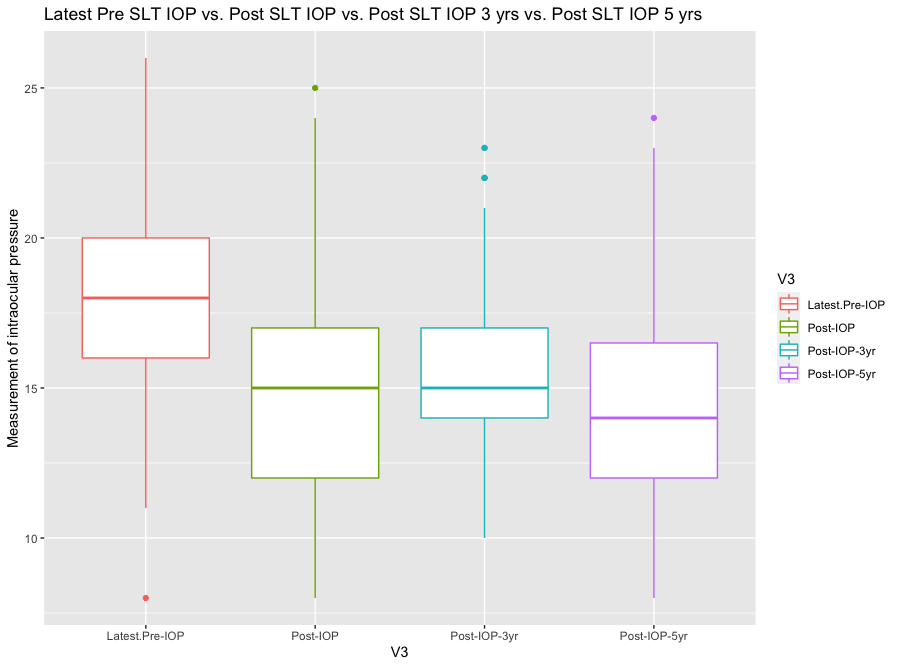 Latest Pre SLT IOP vs. Post SLT IOP vs. Post SLT IOP 3 yrs vs. Post SLT IOP 5 yrs
Measurement of intraocular pressure
25
20
15
10
Latest.Pre-IOP
Post-IOP
Post-IOP-3yr
Post-IOP-5yr
V3
V3
Latest.Pre-IOP
Post-IOP
Post-IOP-3yr
Post-IOP-5yr